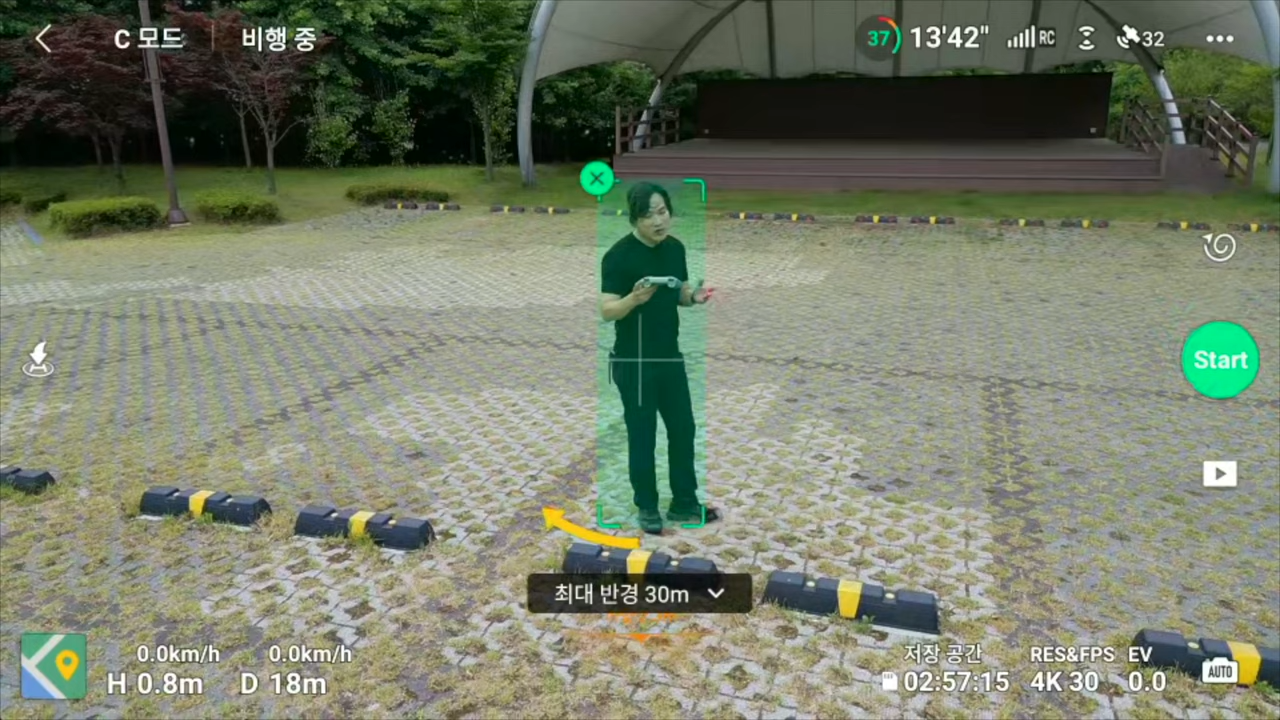 C 모드 비행 중 37 13'42" RC 32
Start
최대 반경 30m
0.0km/h 0.0km/h
H 0.8m D 18m
저장 공간 RES&FPS EV
02:57:15 4K 30 0.0 AUTO